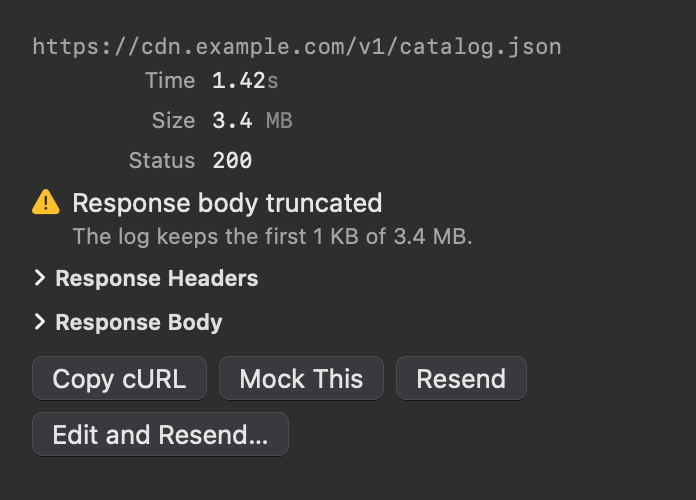 https://cdn.example.com/v1/catalog.json
Time 1.42s
Size 3.4 MB
Status 200
Response body truncated
The log keeps the first 1 KB of 3.4 MB.
Response Headers
Response Body
Copy cURL Mock This Resend
Edit and Resend...